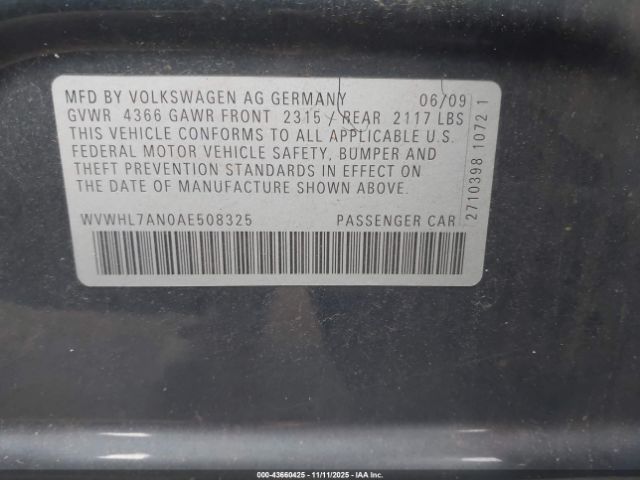 MFD BY VOLKSWAGEN AG GERMANY 06/09
GVWR 4366 GAWR FRONT 2315 / REAR 2117 LBS
THIS VEHICLE CONFORMS TO ALL APPLICABLE U.S.
FEDERAL MOTOR VEHICLE SAFETY, BUMPER AND
THEFT PREVENTION STANDARDS IN EFFECT ON
THE DATE OF MANUFACTURE SHOWN ABOVE.
WVWHL7AN0AE508325 PASSENGER CAR
2710398 1072 1
000-43660425 - 11/11/2025 - Copyright © IAA, Inc.